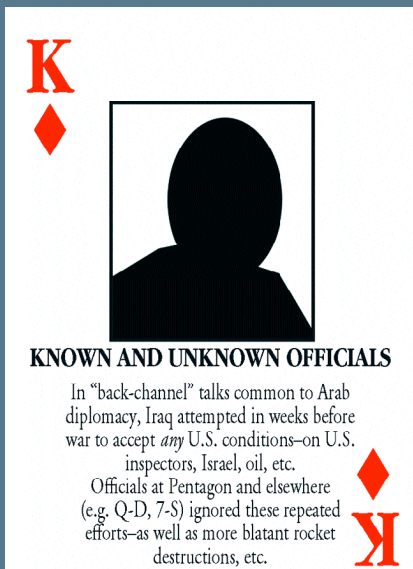 K
KNOWN AND UNKNOWN OFFICIALS
In “back-channel” talks common to Arab
diplomacy, Iraq attempted in weeks before
war to accept any U.S. conditions–on U.S.
inspectors, Israel, oil, etc.
Officials at Pentagon and elsewhere
(e.g. Q-D, 7-S) ignored these repeated
efforts–as well as more blatant rocket
destructions, etc.
K